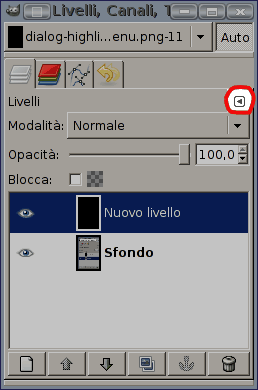 Livelli, Canali, T
dialog-highli...enu.png-11
Auto
Livelli
Modalità: Normale
Opacità: 100,0
Blocca:
Nuovo livello
Sfondo